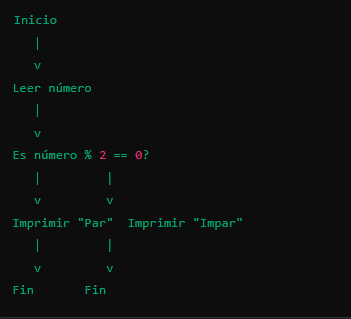 Inicio
|
v
Leer número
|
v
Es número % 2 == 0?
| |
v v
Imprimir "Par" Imprimir "Impar"
| |
v v
Fin Fin